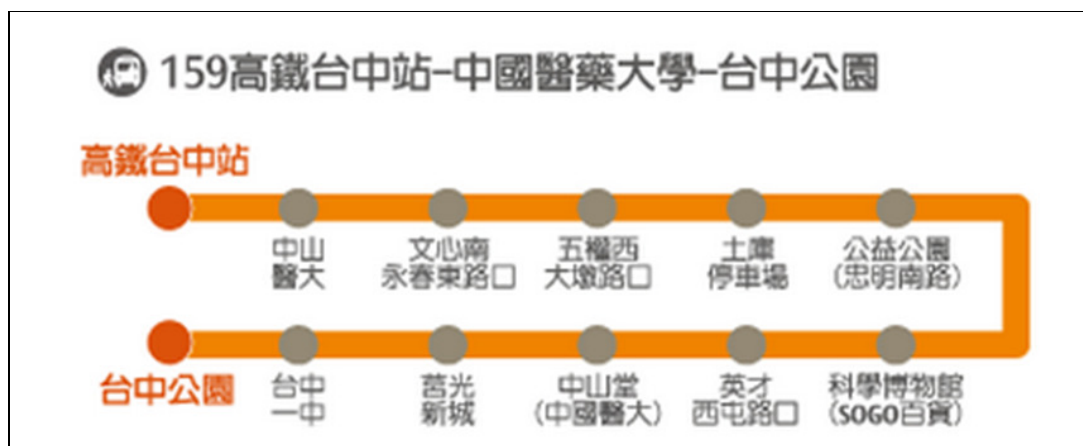 159高鐵台中站-中國醫藥大學-台中公園
高鐵台中站
中山
醫大
文心南
永春東路口
五權西
大墩路口
土庫
停車場
公益公園
(忠明南路)
台中公園
台中
一中
莒光
新城
中山堂
(中國醫大)
英才
西屯路口
科學博物館
(SOGO百貨)